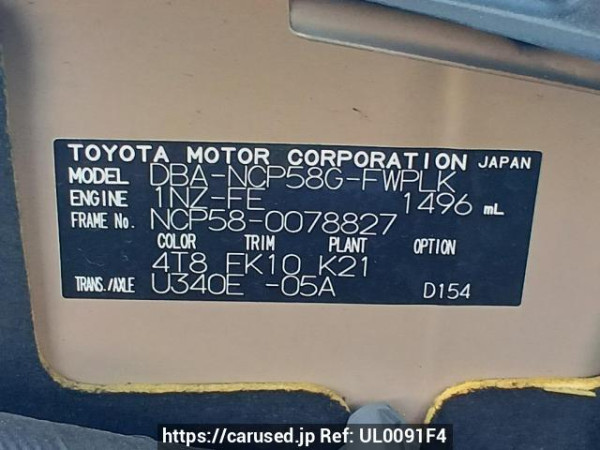 TOYOTA MOTOR CORPORATION JAPAN
MODEL DBA-NCP58G-FWPLK
ENGINE 1NZ-FE 1496 mL
FRAME No. NCP58-0078827
COLOR TRIM PLANT OPTION
4T8 FK10 K21
TRANS./AXLE U340E -05A D154
https://carused.jp Ref: UL0091F4